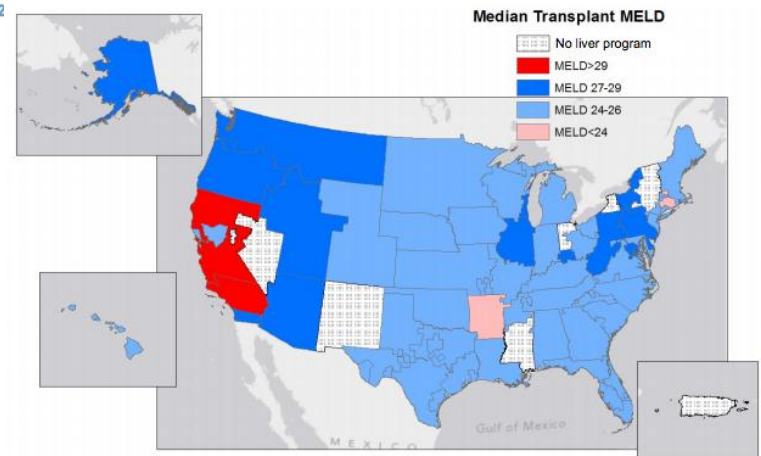 2
Median Transplant MELD
No liver program
MELD>29
MELD 27-29
MELD 24-26
MELD<24
Gulf of Mexico
MEXICO